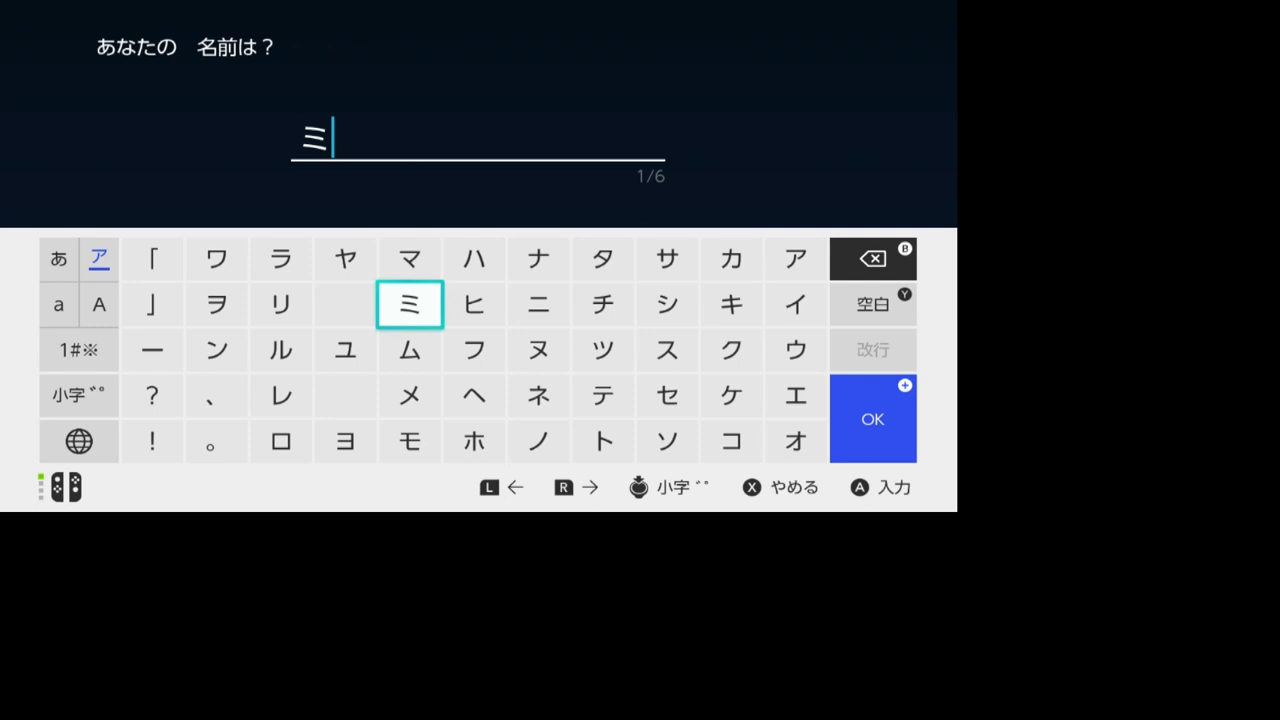 あなたの　名前は？
ミ
1/6
あ ア 「 ワ ラ ヤ マ ハ ナ タ サ カ ア B
a A 」 ヲ リ ミ ヒ ニ チ シ キ イ 空白 Y
1#※ ー ン ル ユ ム フ ヌ ツ ス ク ウ 改行
小字゛゜ ? 、 レ メ ヘ ネ テ セ ケ エ
! 。 ロ ヨ モ ホ ノ ト ソ コ オ OK +
L ← R → 小字゛゜ X やめる A 入力